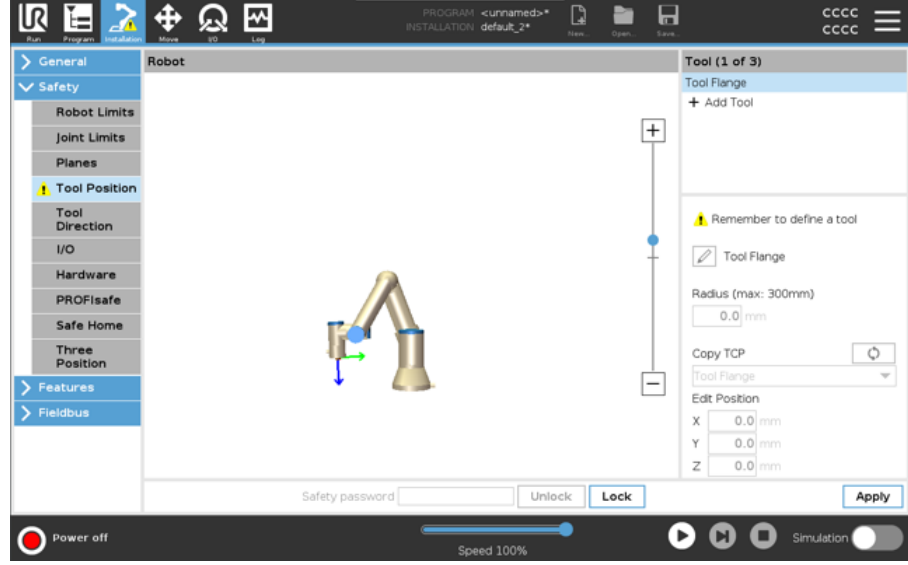 UR
Run
Program
Installation
Move
I/O
Log
PROGRAM <unnamed>*
INSTALLATION default_2*
New...
Open...
Save...
cccc
cccc
General
Safety
Robot Limits
Joint Limits
Planes
Tool Position
Tool
Direction
I/O
Hardware
PROFIsafe
Safe Home
Three
Position
Features
Fieldbus
Robot
Tool (1 of 3)
Tool Flange
+ Add Tool
Remember to define a tool
Tool Flange
Radius (max: 300mm)
0.0 mm
Copy TCP
Tool Flange
Edit Position
X 0.0 mm
Y 0.0 mm
Z 0.0 mm
Safety password
Unlock
Lock
Apply
Power off
Speed 100%
Simulation